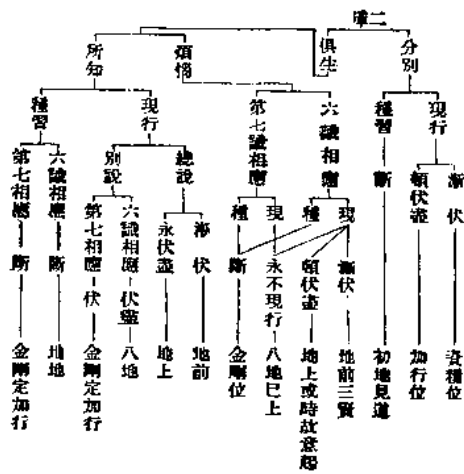 二障
分別
現行
漸伏
資糧位
頓伏盡
加行位
種習
斷
初地見道
俱生
煩惱
六識相應
現
漸伏
地前三賢
頓伏盡
地上或時故意起
種
第七識相應
現
永不現行
八地已上
種
斷
金剛位
所知
現行
總說
漸伏
地前
永伏盡
地上
別說
六識相應
伏盡
八地
第七相應
伏
金剛定加行
種習
六識相應
斷
地地
第七相應
斷
金剛定加行